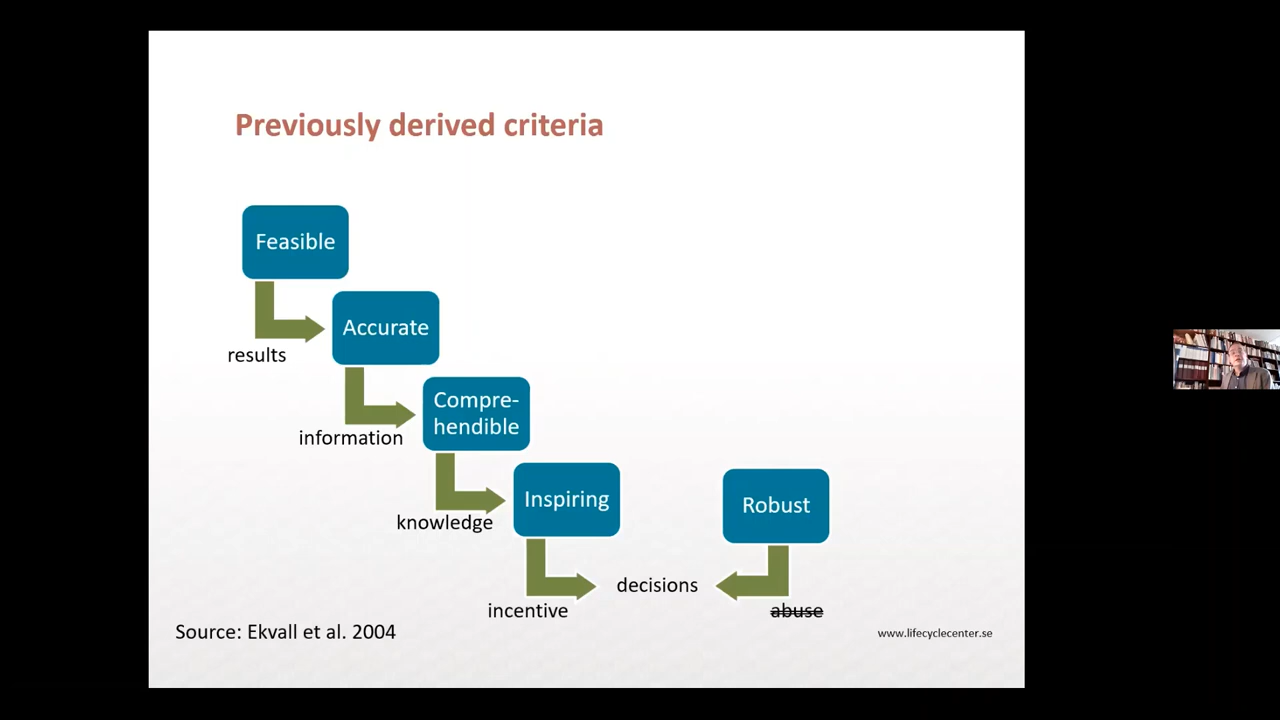 Previously derived criteria
Feasible
results
Accurate
information
Compre-
hendible
knowledge
Inspiring
incentive
decisions
Robust
abuse
Source: Ekvall et al. 2004
www.lifecyclecenter.se